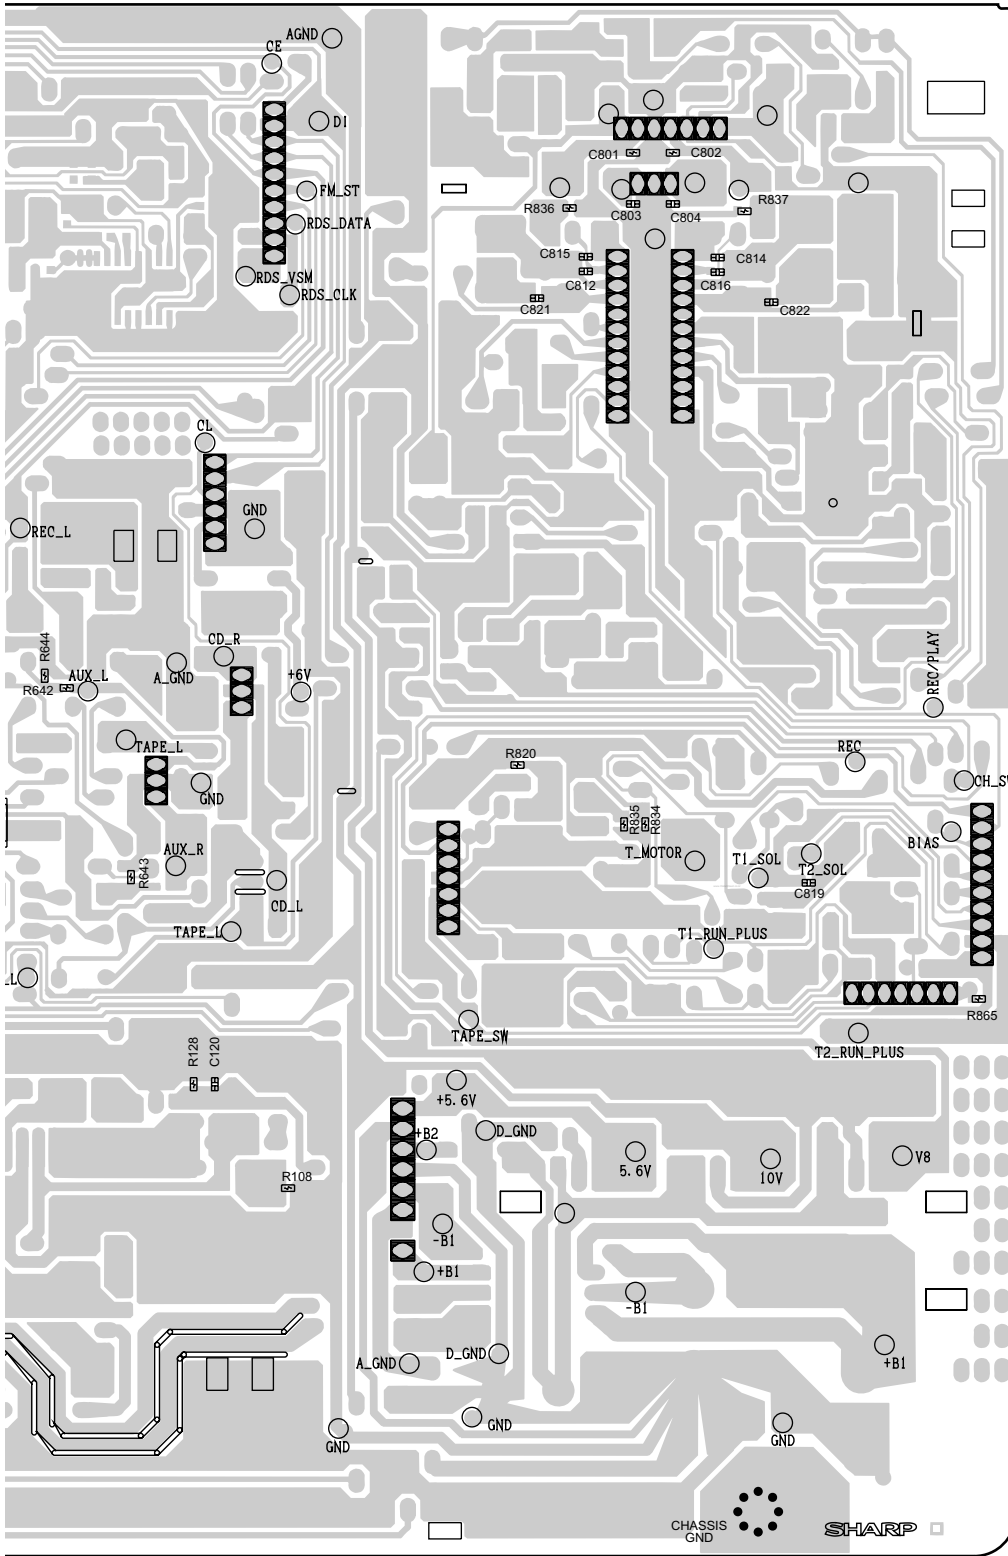 AGND
CE
DI
C801
C802
FM_ST
R836
C803
C804
R837
RDS_DATA
C815
C814
RDS_VSM
C812
C816
RDS_CLK
C821
C822
CL
GND
REC_L
R644
CD_R
REC/PLAY
R642
AUX_L
A_GND
+6V
TAPE_L
REC
R820
GND
CH_S
R835
R834
BIAS
AUX_R
T_MOTOR
T1_SOL
T2_SOL
R643
C819
CD_L
TAPE_L
T1_RUN_PLUS
_L
R865
TAPE_SW
R128
C120
T2_RUN_PLUS
+5.6V
+B2
D_GND
5.6V
10V
V8
R108
-B1
+B1
-B1
A_GND
D_GND
+B1
GND
GND
GND
CHASSIS
GND
SHARP